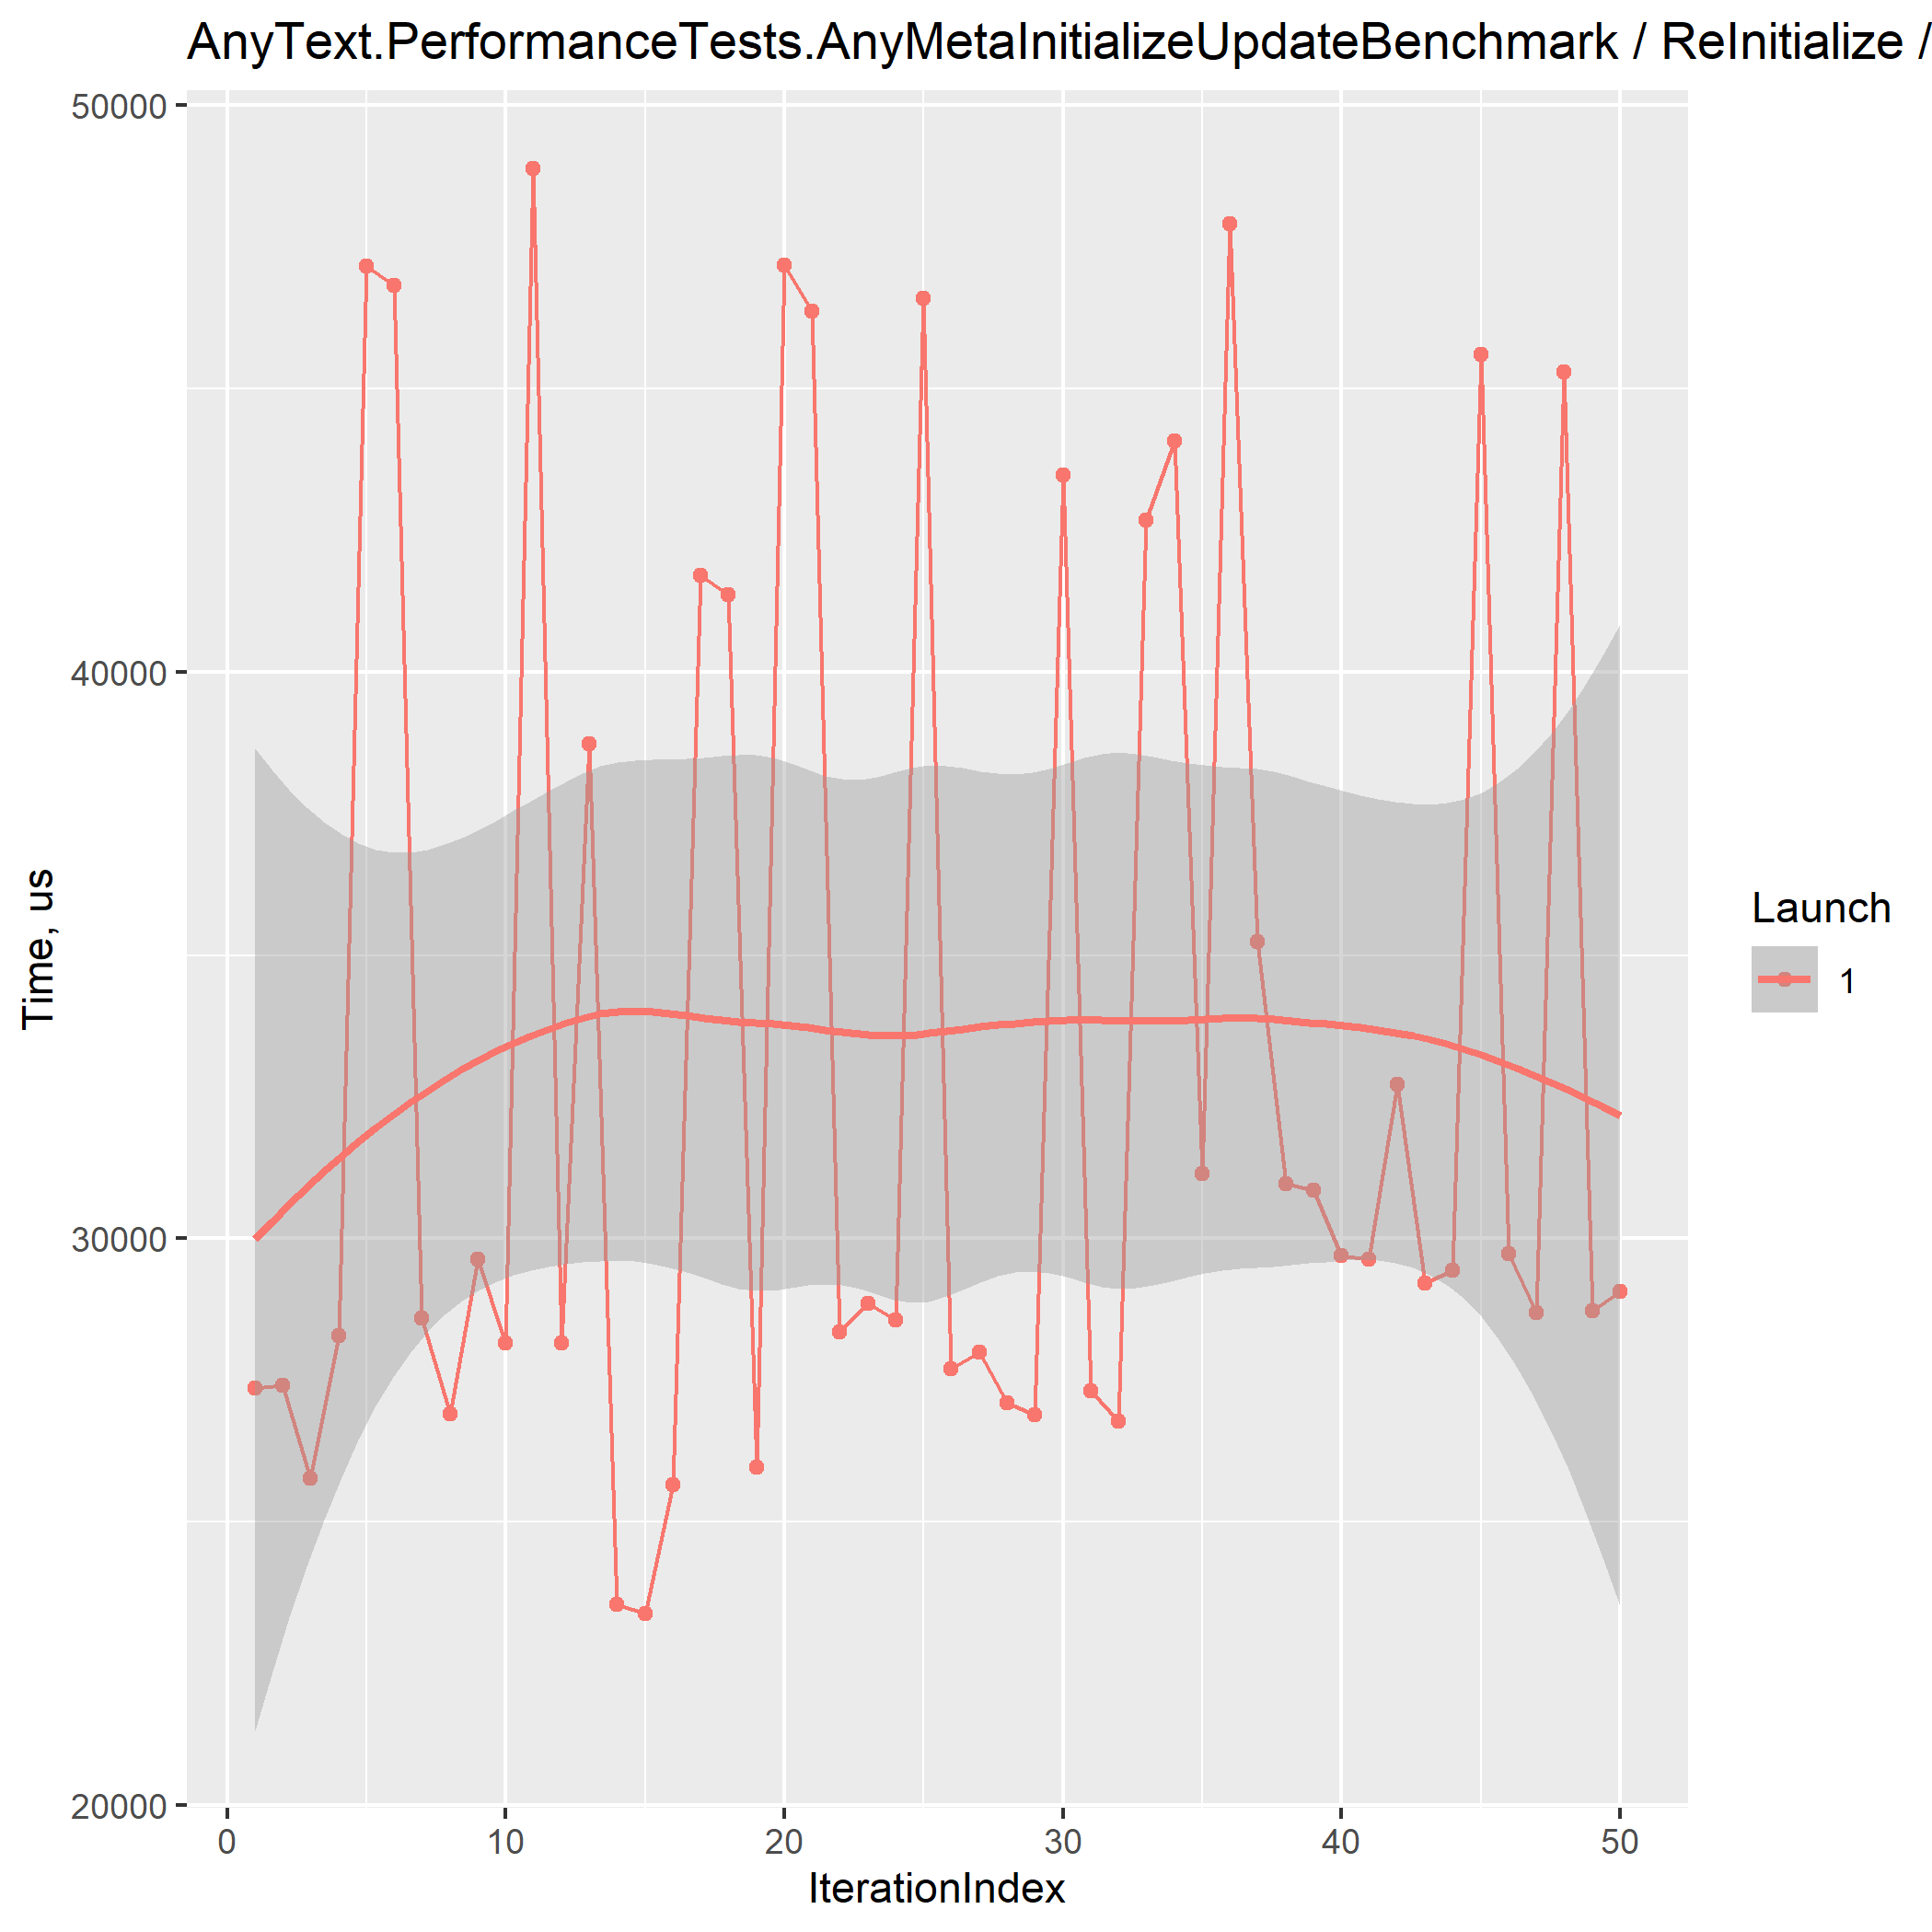 AnyText.PerformanceTests.AnyMetaInitializeUpdateBenchmark / ReInitialize /
50000
40000
30000
20000
Time, us
0 10 20 30 40 50
IterationIndex
Launch
1